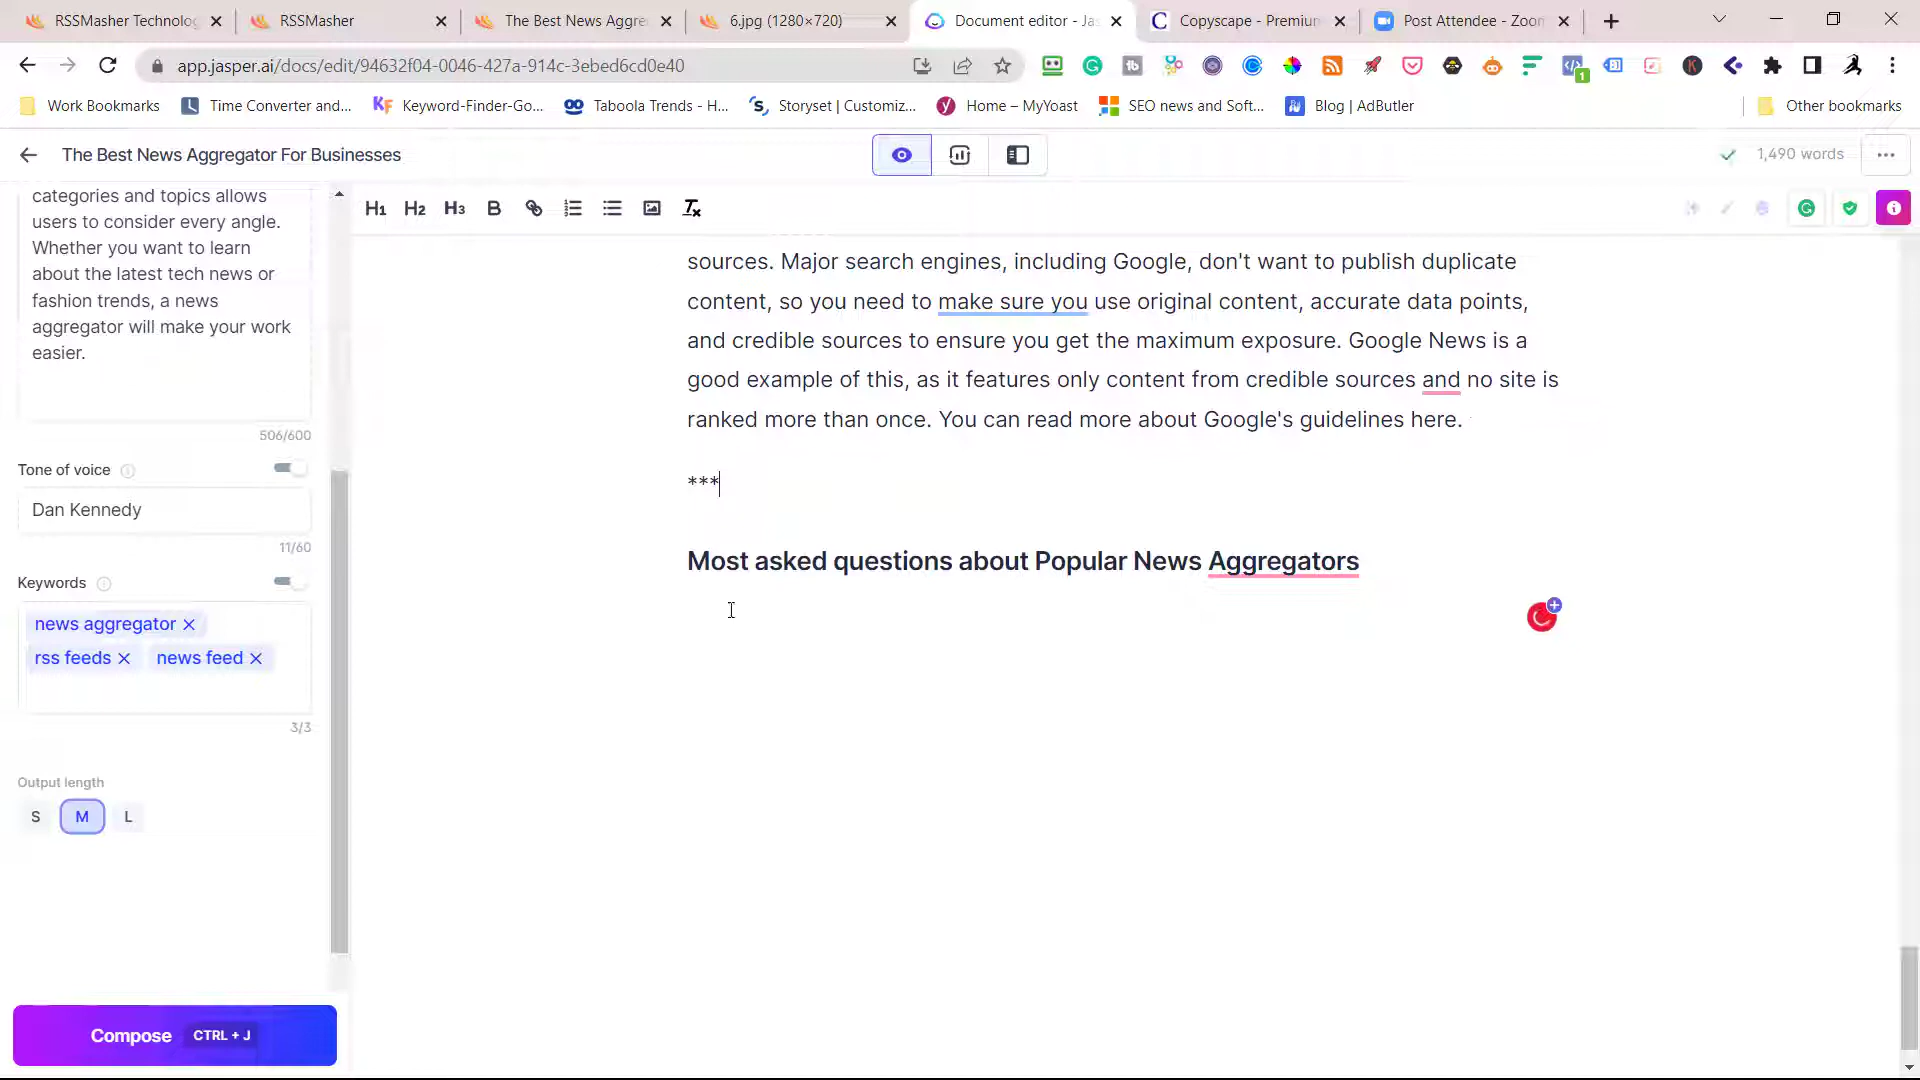 RSSMasher Technolog
RSSMasher
The Best News Aggre
6.jpg (1280×720)
Document editor - Jas
Copyscape - Premium
Post Attendee - Zoom
app.jasper.ai/docs/edit/94632f04-0046-427a-914c-3ebed6cd0e40
Work Bookmarks
Time Converter and...
Keyword-Finder-Go...
Taboola Trends - H...
Storyset | Customiz...
Home – MyYoast
SEO news and Soft...
Blog | AdButler
Other bookmarks
The Best News Aggregator For Businesses
1,490 words
categories and topics allows
users to consider every angle.
Whether you want to learn
about the latest tech news or
fashion trends, a news
aggregator will make your work
easier.
506/600
Tone of voice
Dan Kennedy
11/60
Keywords
news aggregator
rss feeds
news feed
3/3
Output length
S M L
Compose CTRL + J
H1 H2 H3 B
sources. Major search engines, including Google, don't want to publish duplicate
content, so you need to make sure you use original content, accurate data points,
and credible sources to ensure you get the maximum exposure. Google News is a
good example of this, as it features only content from credible sources and no site is
ranked more than once. You can read more about Google's guidelines here.
***
Most asked questions about Popular News Aggregators